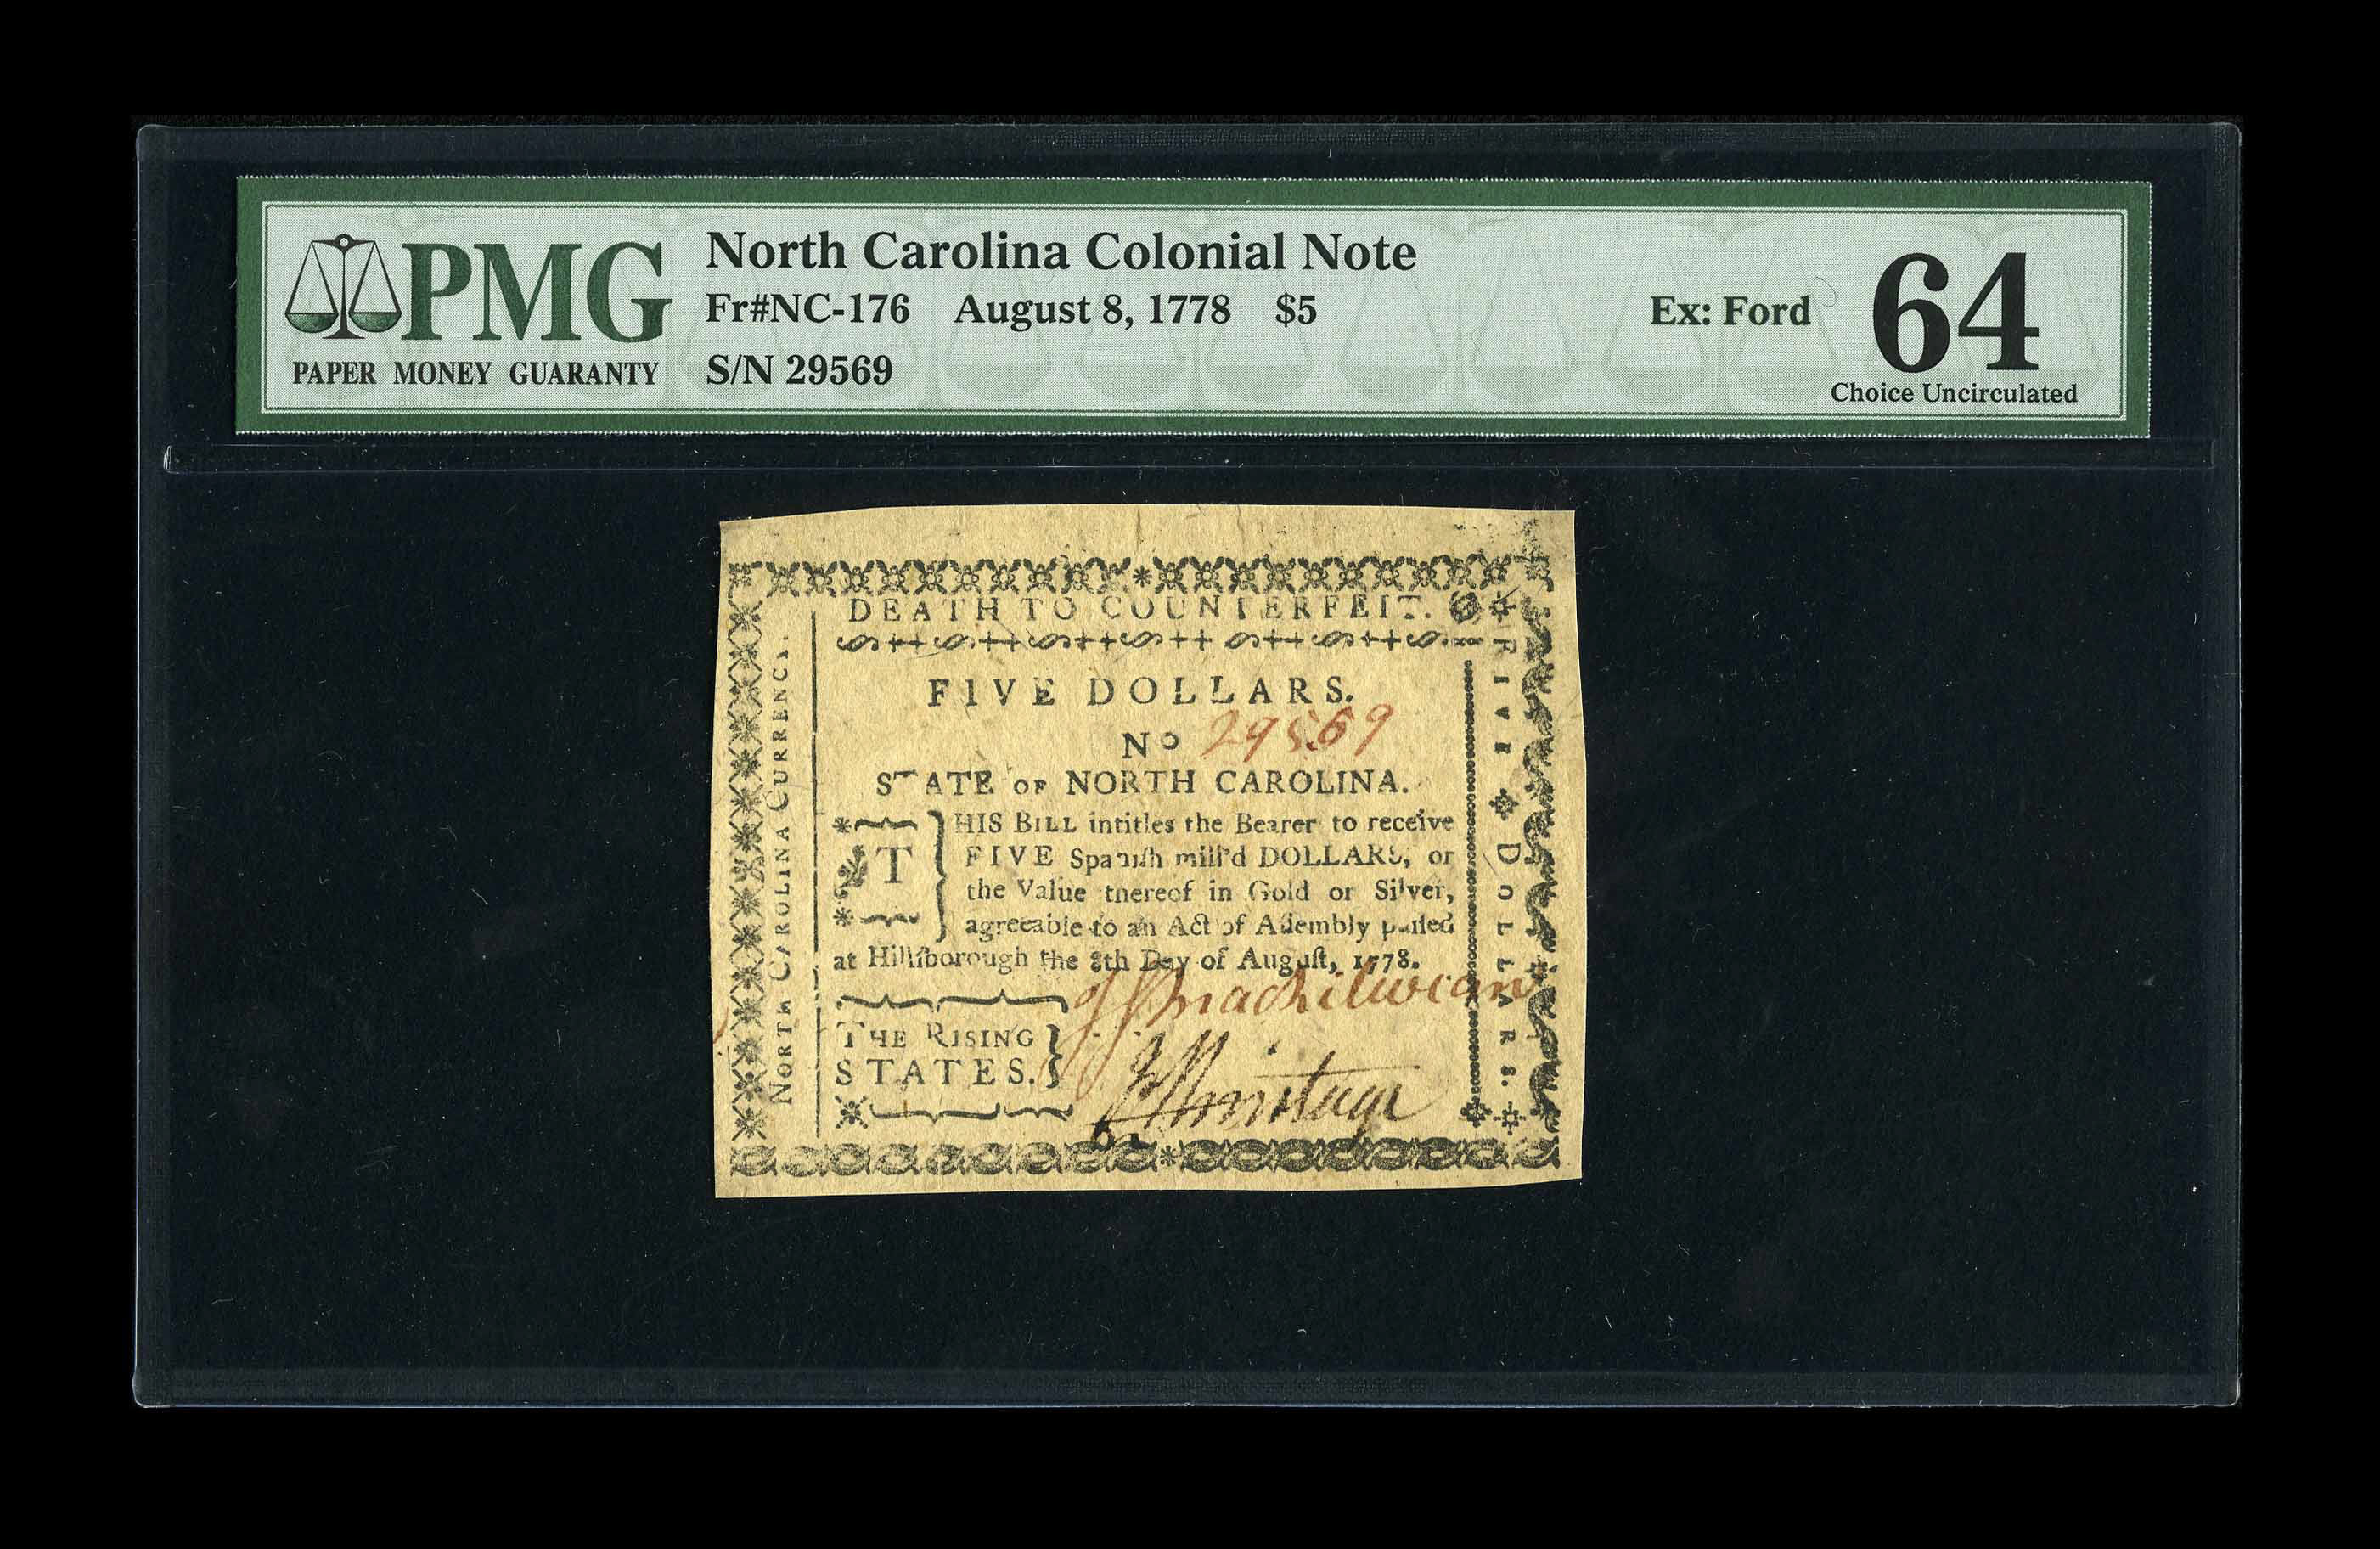 PMG
PAPER MONEY GUARANTY
North Carolina Colonial Note
Fr#NC-176 August 8, 1778 $5
S/N 29569
Ex: Ford
64
Choice Uncirculated
DEATH TO COUNTERFEIT.
FIVE DOLLARS.
No 29569
STATE OF NORTH CAROLINA.
THIS BILL intitles the Bearer to receive
FIVE Spaniſh mill'd DOLLARS, or
the Value thereof in Gold or Silver,
agreeable to an Act of Aſſembly paſſed
at Hillſborough the 8th Day of Auguſt, 1778.
THE RISING
STATES.
NORTH CAROLINA CURRENCY.
FIVE DOLLARS.